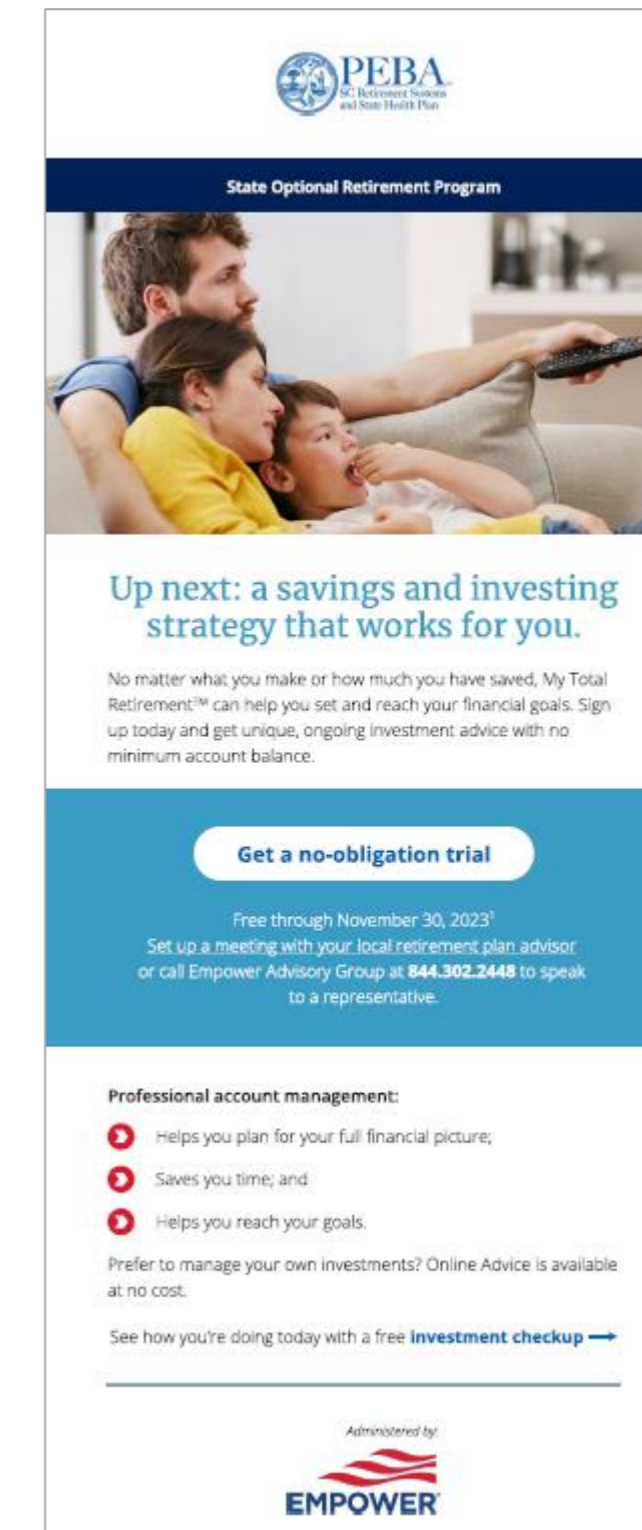 PEBA™
SC Retirement Systems
and State Health Plan
State Optional Retirement Program
Up next: a savings and investing
strategy that works for you.
No matter what you make or how much you have saved, My Total
Retirement™ can help you set and reach your financial goals. Sign
up today and get unique, ongoing investment advice with no
minimum account balance.
Get a no-obligation trial
Free through November 30, 2023¹
Set up a meeting with your local retirement plan advisor
or call Empower Advisory Group at 844.302.2448 to speak
to a representative.
Professional account management:
Helps you plan for your full financial picture;
Saves you time; and
Helps you reach your goals.
Prefer to manage your own investments? Online Advice is available
at no cost.
See how you're doing today with a free investment checkup
Administered by:
EMPOWER